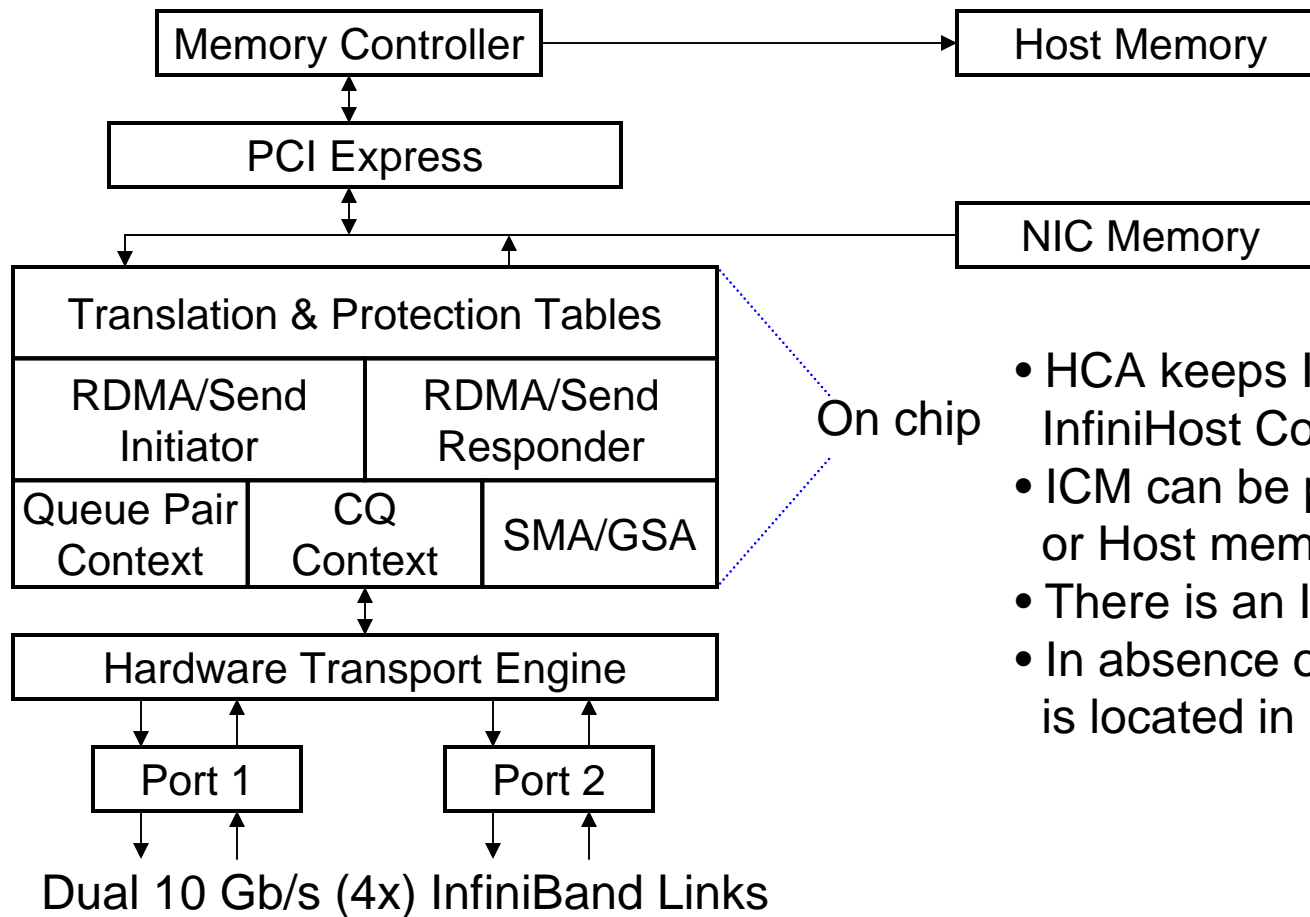 Memory Controller
Host Memory
PCI Express
NIC Memory
Translation & Protection Tables
RDMA/Send
Initiator
RDMA/Send
Responder
Queue Pair
Context
CQ
Context
SMA/GSA
On chip
• HCA keeps
InfiniHost
• ICM can be
or Host
• There is an
• In absence
is located in
Hardware Transport Engine
Port 1
Port 2
Dual 10 Gb/s (4x) InfiniBand Links